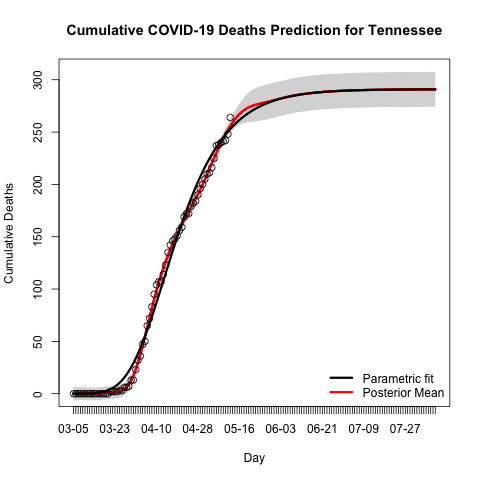 Cumulative COVID-19 Deaths Prediction for Tennessee
Cumulative Deaths
300
250
200
150
100
50
0
Parametric fit
Posterior Mean
03-05 03-23 04-10 04-28 05-16 06-03 06-21 07-09 07-27
Day